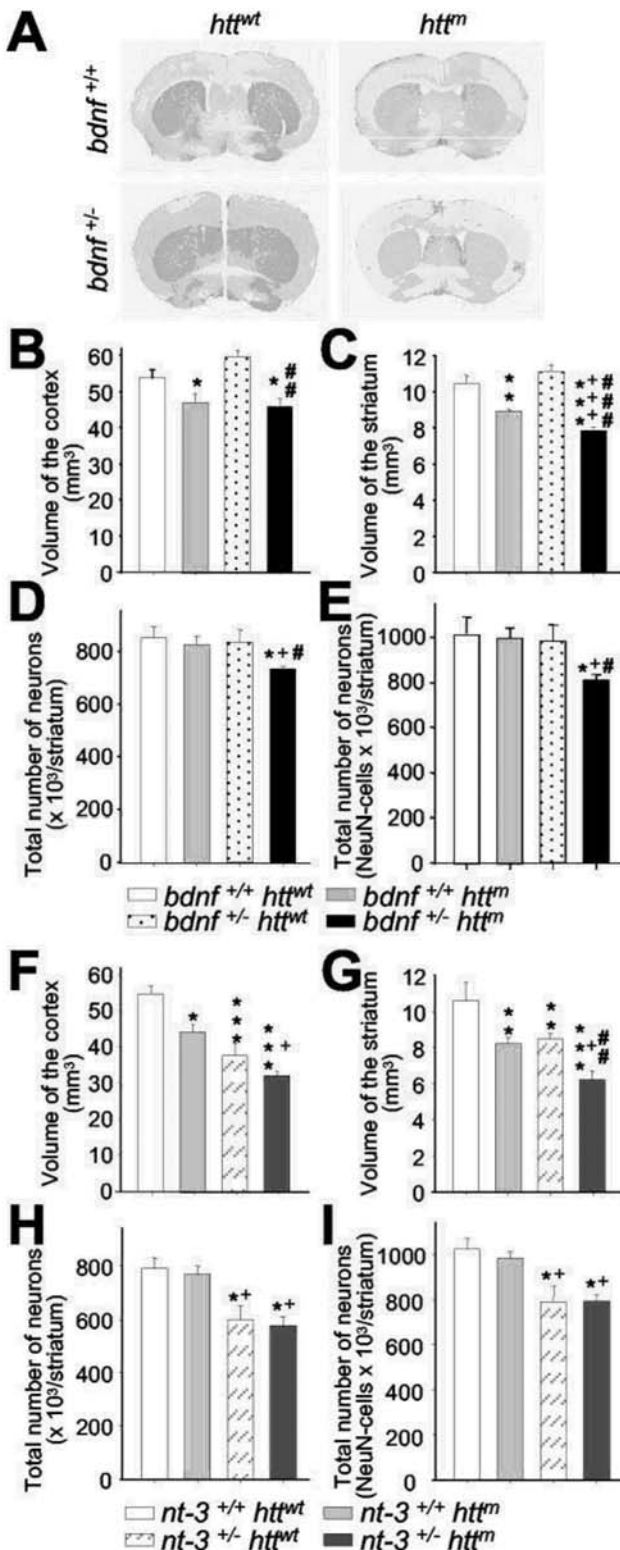 A
htt^wt htt^m
bdnf^+/+
bdnf^+/-
B
Volume of the cortex
(mm³)
60
50
40
30
20
10
0
*
* ##
C
Volume of the striatum
(mm³)
12
10
8
6
4
2
0
**
***+++###
D
Total number of neurons
(x 10³/striatum)
800
600
400
200
0
*+#
E
Total number of neurons
(NeuN-cells x 10³/striatum)
1000
800
600
400
200
0
*+#
bdnf^+/+ htt^wt bdnf^+/+ htt^m
bdnf^+/- htt^wt bdnf^+/- htt^m
F
Volume of the cortex
(mm³)
60
50
40
30
20
10
0
*
***
***+
G
Volume of the striatum
(mm³)
12
10
8
6
4
2
0
**
**
***+##
H
Total number of neurons
(x 10³/striatum)
800
600
400
200
0
*+
*+
I
Total number of neurons
(NeuN-cells x 10³/striatum)
1000
800
600
400
200
0
*+
*+
nt-3^+/+ htt^wt nt-3^+/+ htt^m
nt-3^+/- htt^wt nt-3^+/- htt^m